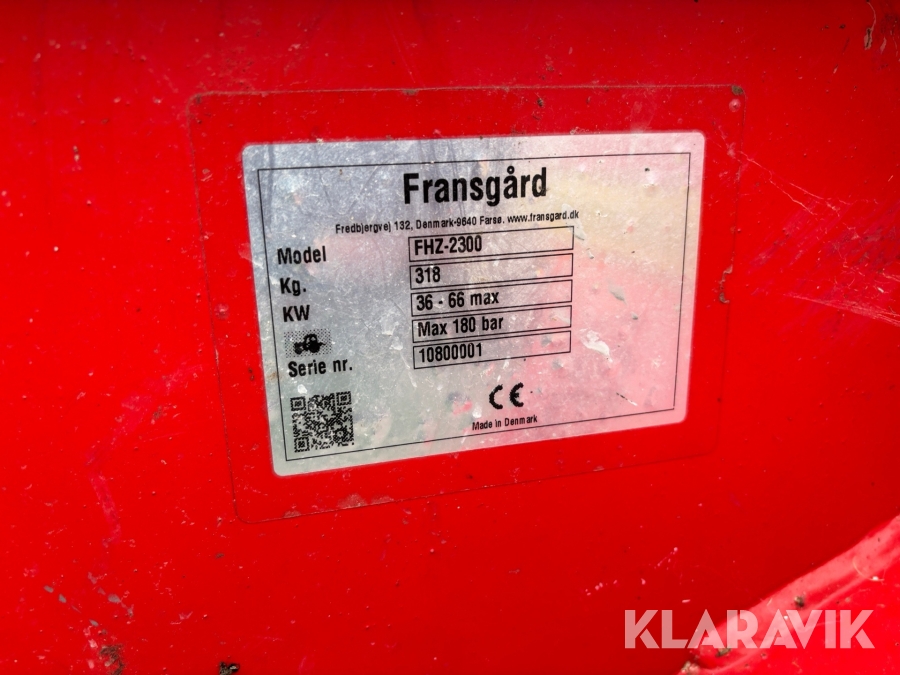 Fransgård
Fredbjergvej 132, Denmark-9640 Farsø. www.fransgard.dk
Model FHZ-2300
Kg. 318
KW 36 - 66 max
Max 180 bar
Serie nr. 10800001
CE
Made in Denmark
KLARAVIK